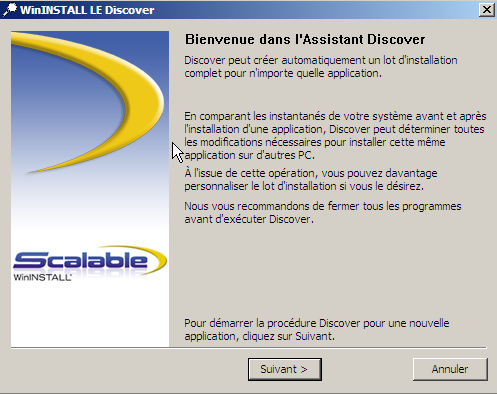 WinINSTALL LE Discover
Bienvenue dans l'Assistant Discover
Discover peut créer automatiquement un lot d'installation
complet pour n'importe quelle application.
En comparant les instantanés de votre système avant et après
l'installation d'une application, Discover peut déterminer toutes
les modifications nécessaires pour installer cette même
application sur d'autres PC.
À l'issue de cette opération, vous pouvez davantage
personnaliser le lot d'installation si vous le désirez.
Nous vous recommandons de fermer tous les programmes
avant d'exécuter Discover.
Scalable
WinINSTALL
Pour démarrer la procédure Discover pour une nouvelle
application, cliquez sur Suivant.
Suivant >
Annuler